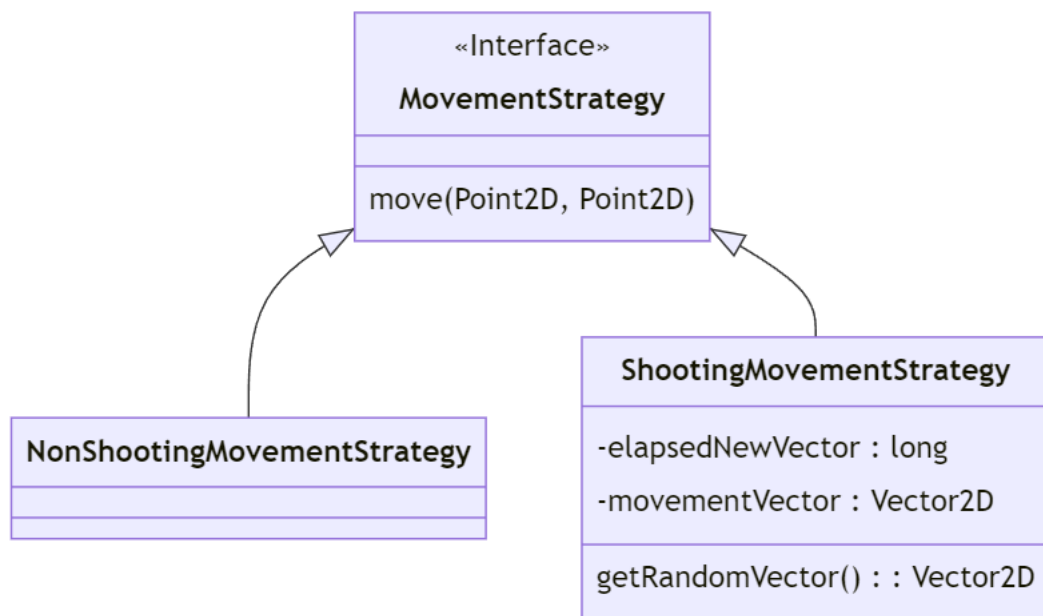 «Interface»
MovementStrategy
move(Point2D, Point2D)
NonShootingMovementStrategy
ShootingMovementStrategy
-elapsedNewVector : long
-movementVector : Vector2D
getRandomVector() : : Vector2D